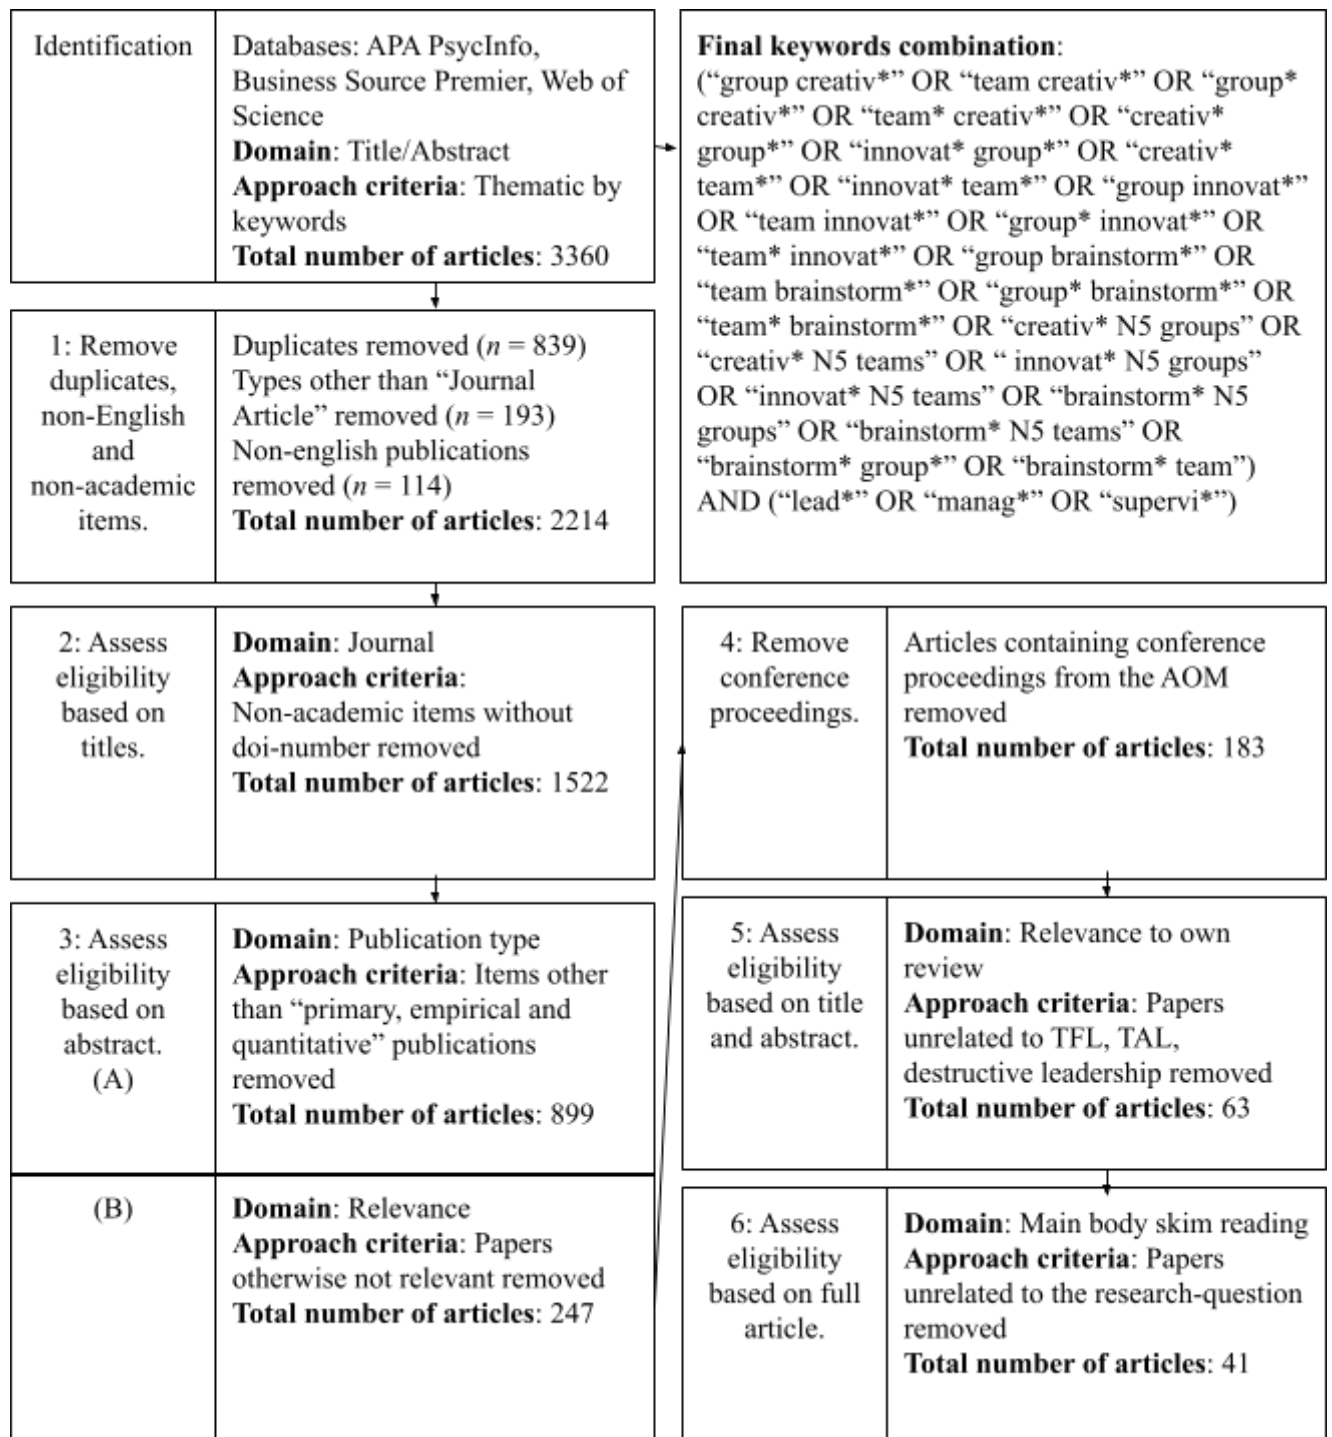 Identification
Databases: APA PsycInfo,
Business Source Premier, Web of
Science
Domain: Title/Abstract
Approach criteria: Thematic by
keywords
Total number of articles: 3360
Final keywords combination:
(“group creativ*” OR “team creativ*” OR “group*
creativ*” OR “team* creativ*” OR “creativ*
group*” OR “innovat* group*” OR “creativ*
team*” OR “innovat* team*” OR “group innovat*”
OR “team innovat*” OR “group* innovat*” OR
“team* innovat*” OR “group brainstorm*” OR
“team brainstorm*” OR “group* brainstorm*” OR
“team* brainstorm*” OR “creativ* N5 groups” OR
“creativ* N5 teams” OR “ innovat* N5 groups”
OR “innovat* N5 teams” OR “brainstorm* N5
groups” OR “brainstorm* N5 teams” OR
“brainstorm* group*” OR “brainstorm* team”)
AND (“lead*” OR “manag*” OR “supervi*”)
1: Remove
duplicates,
non-English
and
non-academic
items.
Duplicates removed (n = 839)
Types other than “Journal
Article” removed (n = 193)
Non-english publications
removed (n = 114)
Total number of articles: 2214
2: Assess
eligibility
based on
titles.
Domain: Journal
Approach criteria:
Non-academic items without
doi-number removed
Total number of articles: 1522
3: Assess
eligibility
based on
abstract.
(A)
Domain: Publication type
Approach criteria: Items other
than “primary, empirical and
quantitative” publications
removed
Total number of articles: 899
(B)
Domain: Relevance
Approach criteria: Papers
otherwise not relevant removed
Total number of articles: 247
4: Remove
conference
proceedings.
Articles containing conference
proceedings from the AOM
removed
Total number of articles: 183
5: Assess
eligibility
based on title
and abstract.
Domain: Relevance to own
review
Approach criteria: Papers
unrelated to TFL, TAL,
destructive leadership removed
Total number of articles: 63
6: Assess
eligibility
based on full
article.
Domain: Main body skim reading
Approach criteria: Papers
unrelated to the research-question
removed
Total number of articles: 41